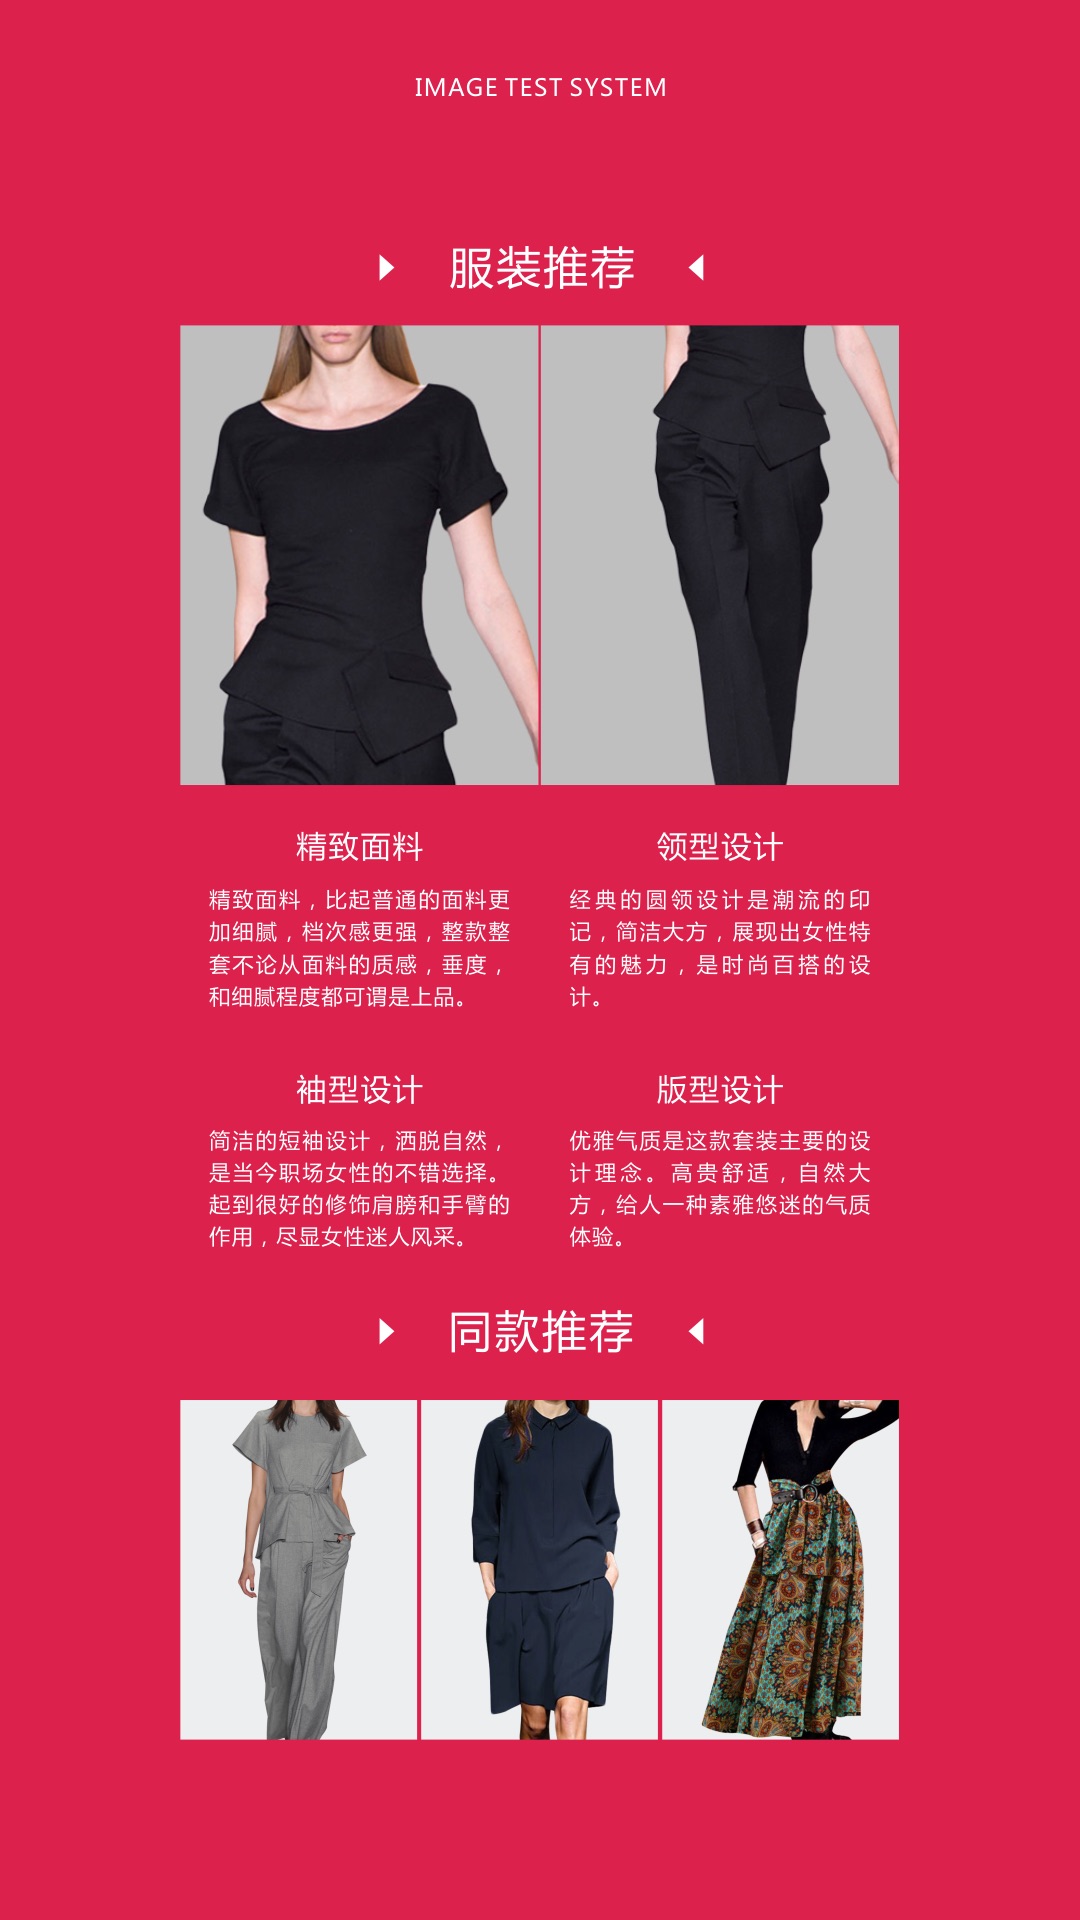 IMAGE TEST SYSTEM
服装推荐
精致面料
精致面料，比起普通的面料更
加细腻，档次感更强，整款整
套不论从面料的质感，垂度，
和细腻程度都可谓是上品。
领型设计
经典的圆领设计是潮流的印
记，简洁大方，展现出女性特
有的魅力，是时尚百搭的设
计。
袖型设计
简洁的短袖设计，洒脱自然，
是当今职场女性的不错选择。
起到很好的修饰肩膀和手臂的
作用，尽显女性迷人风采。
版型设计
优雅气质是这款套装主要的设
计理念。高贵舒适，自然大
方，给人一种素雅悠迷的气质
体验。
同款推荐